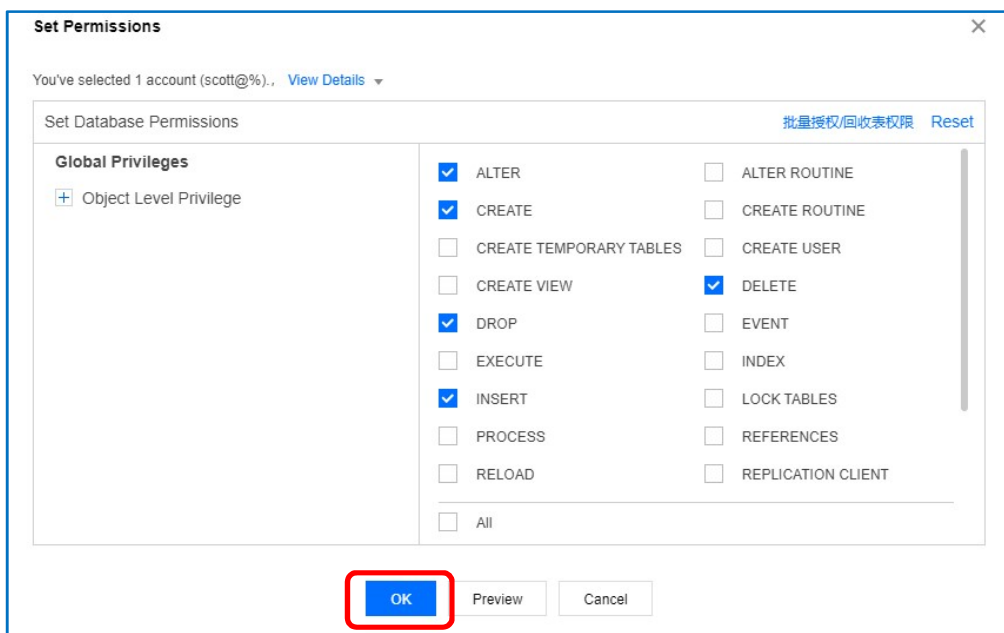 Set Permissions
You've selected 1 account (scott@%)., View Details
Set Database Permissions 批量授权/回收表权限 Reset
Global Privileges
Object Level Privilege
ALTER ALTER ROUTINE
CREATE CREATE ROUTINE
CREATE TEMPORARY TABLES CREATE USER
CREATE VIEW DELETE
DROP EVENT
EXECUTE INDEX
INSERT LOCK TABLES
PROCESS REFERENCES
RELOAD REPLICATION CLIENT
All
OK Preview Cancel